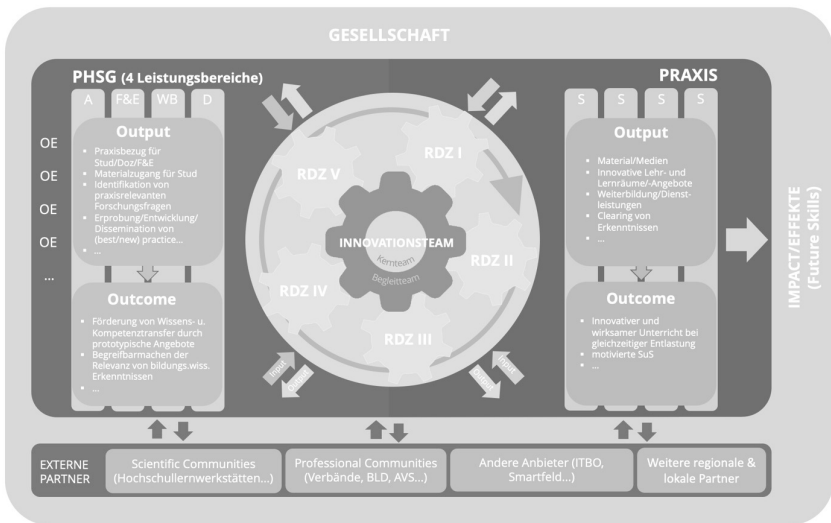 GESELLSCHAFT
PHSG (4 Leistungsbereiche)
A
F&E
WB
D
OE
OE
OE
OE
...
Output
• Praxisbezug für
Stud/Doz/F&E
• Materialzugang für Stud
• Identifikation von
praxisrelevanten
Forschungsfragen
• Erprobung/Entwicklung/
Dissemination von
(best/new) practice...
• ...
Outcome
• Förderung von Wissens- u.
Kompetenztransfer durch
prototypische Angebote
• Begreifbarmachen der
Relevanz von bildungs.wiss.
Erkenntnissen
• ...
RDZ I
RDZ II
RDZ III
RDZ IV
RDZ V
INNOVATIONSTEAM
Kernteam
Begleitteam
Input
Output
Output
Input
PRAXIS
S
S
S
S
Output
• Material/Medien
• Innovative Lehr- und
Lernräume/-Angebote
• Weiterbildung/Dienst-
leistungen
• Clearing von
Erkenntnissen
• ...
Outcome
• Innovativer und
wirksamer Unterricht bei
gleichzeitiger Entlastung
• motivierte SuS
• ...
IMPACT/EFFEKTE
(Future Skills)
EXTERNE
PARTNER
Scientific Communities
(Hochschullernwerkstätten...)
Professional Communities
(Verbände, BLD, AVS...)
Andere Anbieter (ITBO,
Smartfeld...)
Weitere regionale &
lokale Partner